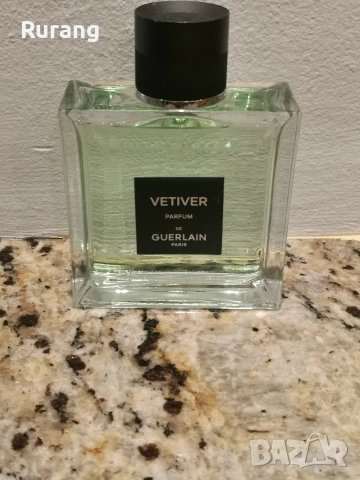 Rurang
VETIVER
PARFUM
DE
GUERLAIN
PARIS
BAZAR